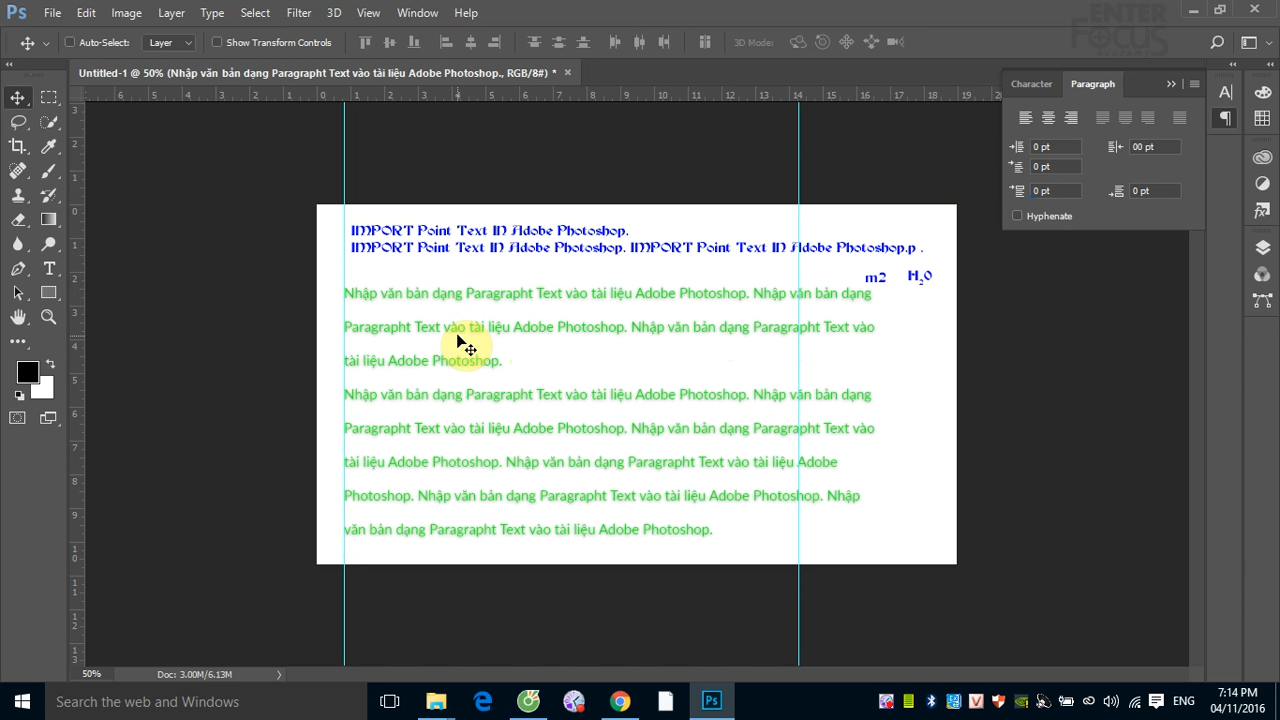 ENTER
FOCUS
Ps File Edit Image Layer Type Select Filter 3D View Window Help
Auto-Select: Layer Show Transform Controls 3D Mode:
Untitled-1 @ 50% (Nhập văn bản dạng Paragrapht Text vào tài liệu Adobe Photoshop., RGB/8#) * ×
Character Paragraph
0 pt 00 pt
0 pt
0 pt 0 pt
Hyphenate
IMPORT Point Text IN Adobe Photoshop.
IMPORT Point Text IN Adobe Photoshop. IMPORT Point Text IN Adobe Photoshop.p .
m2 H2O
Nhập văn bản dạng Paragrapht Text vào tài liệu Adobe Photoshop. Nhập văn bản dạng
Paragrapht Text vào tài liệu Adobe Photoshop. Nhập văn bản dạng Paragrapht Text vào
tài liệu Adobe Photoshop.
Nhập văn bản dạng Paragrapht Text vào tài liệu Adobe Photoshop. Nhập văn bản dạng
Paragrapht Text vào tài liệu Adobe Photoshop. Nhập văn bản dạng Paragrapht Text vào
tài liệu Adobe Photoshop. Nhập văn bản dạng Paragrapht Text vào tài liệu Adobe
Photoshop. Nhập văn bản dạng Paragrapht Text vào tài liệu Adobe Photoshop. Nhập
văn bản dạng Paragrapht Text vào tài liệu Adobe Photoshop.
50% Doc: 3.00M/6.13M
Search the web and Windows
Ps
ENG
7:14 PM
04/11/2016